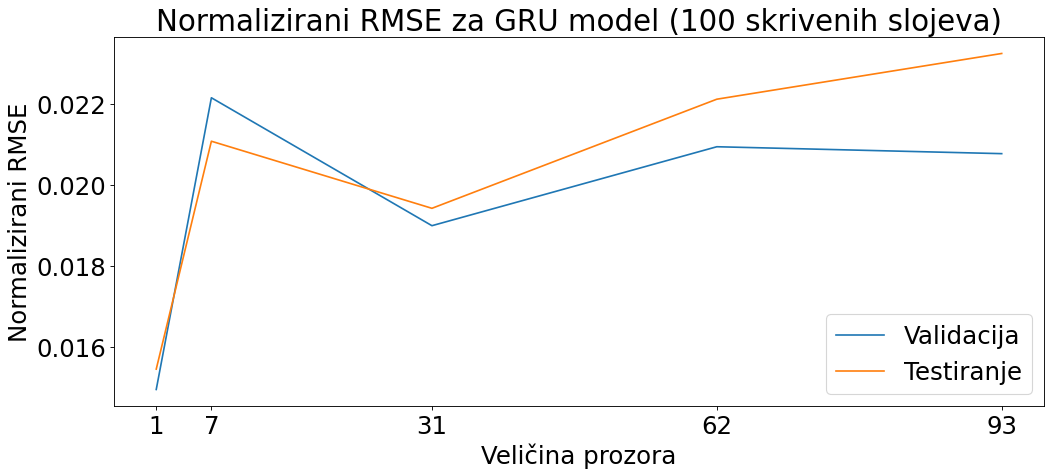 Normalizirani RMSE za GRU model (100 skrivenih slojeva)
Normalizirani RMSE
0.022
0.020
0.018
0.016
Validacija
Testiranje
1 7 31 62 93
Veličina prozora